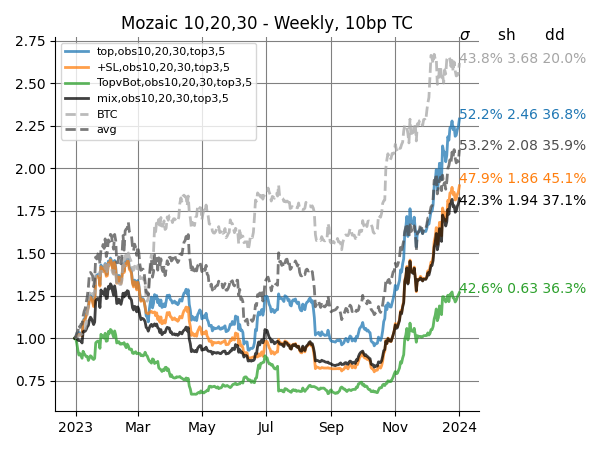 Mozaic 10,20,30 - Weekly, 10bp TC
σ sh dd
2.75
2.50
2.25
2.00
1.75
1.50
1.25
1.00
0.75
top,obs10,20,30,top3,5
+SL,obs10,20,30,top3,5
TopvBot,obs10,20,30,top3,5
mix,obs10,20,30,top3,5
BTC
avg
43.8% 3.68 20.0%
52.2% 2.46 36.8%
53.2% 2.08 35.9%
47.9% 1.86 45.1%
42.3% 1.94 37.1%
42.6% 0.63 36.3%
2023 Mar May Jul Sep Nov 2024